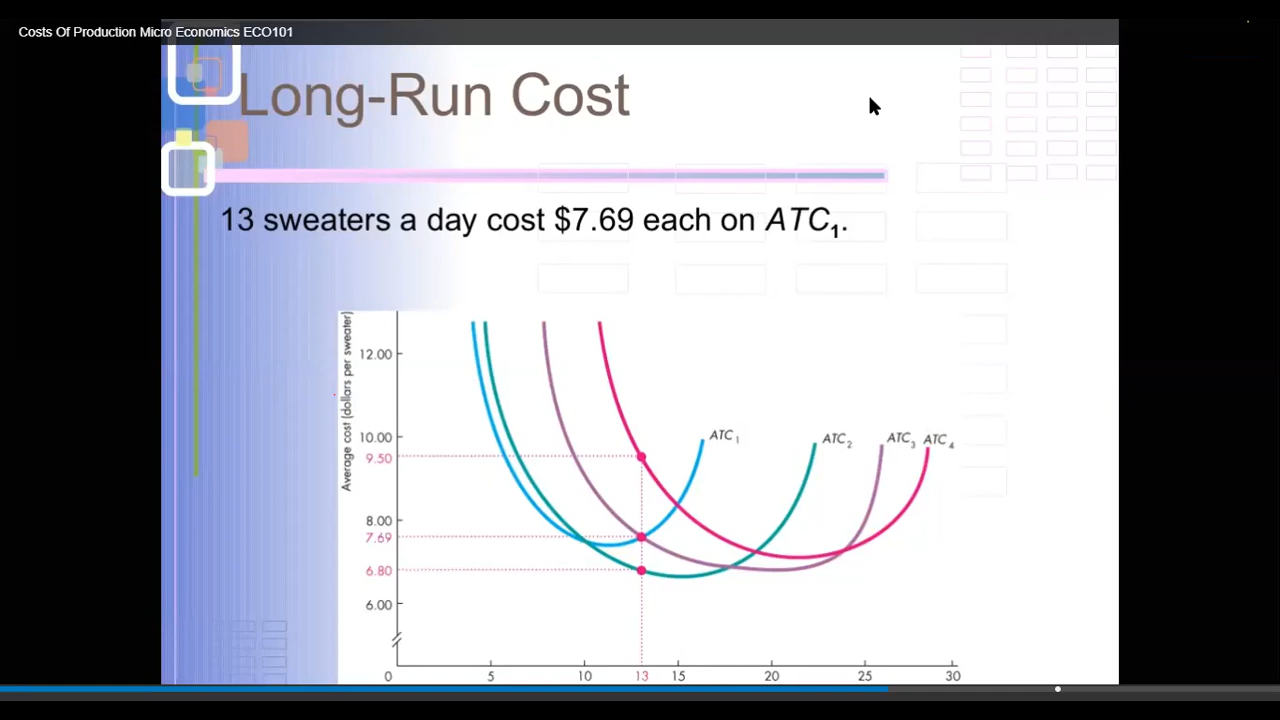 Costs Of Production Micro Economics ECO101
Long-Run Cost
13 sweaters a day cost $7.69 each on ATC1.
Average cost (dollars per sweater)
12.00
10.00
9.50
8.00
7.69
6.80
6.00
ATC1
ATC2
ATC3 ATC4
0 5 10 13 15 20 25 30